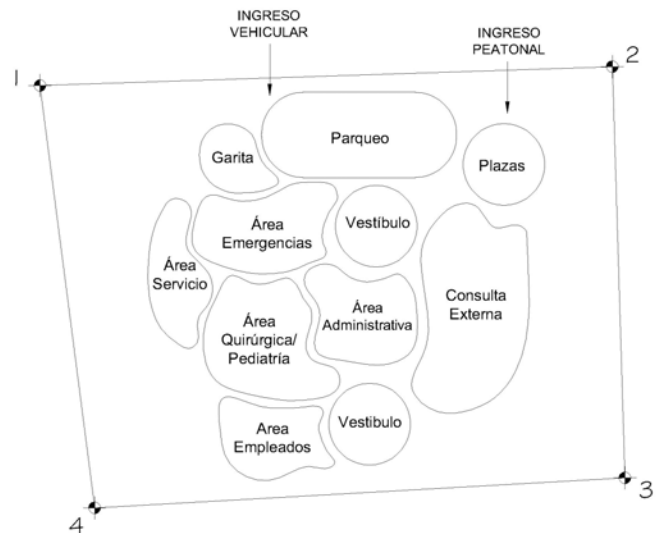 INGRESO
VEHICULAR
INGRESO
PEATONAL
1
2
Parqueo
Garita
Plazas
Área
Emergencias
Vestíbulo
Área
Servicio
Área
Administrativa
Consulta
Externa
Área
Quirúrgica/
Pediatría
Area
Empleados
Vestibulo
3
4